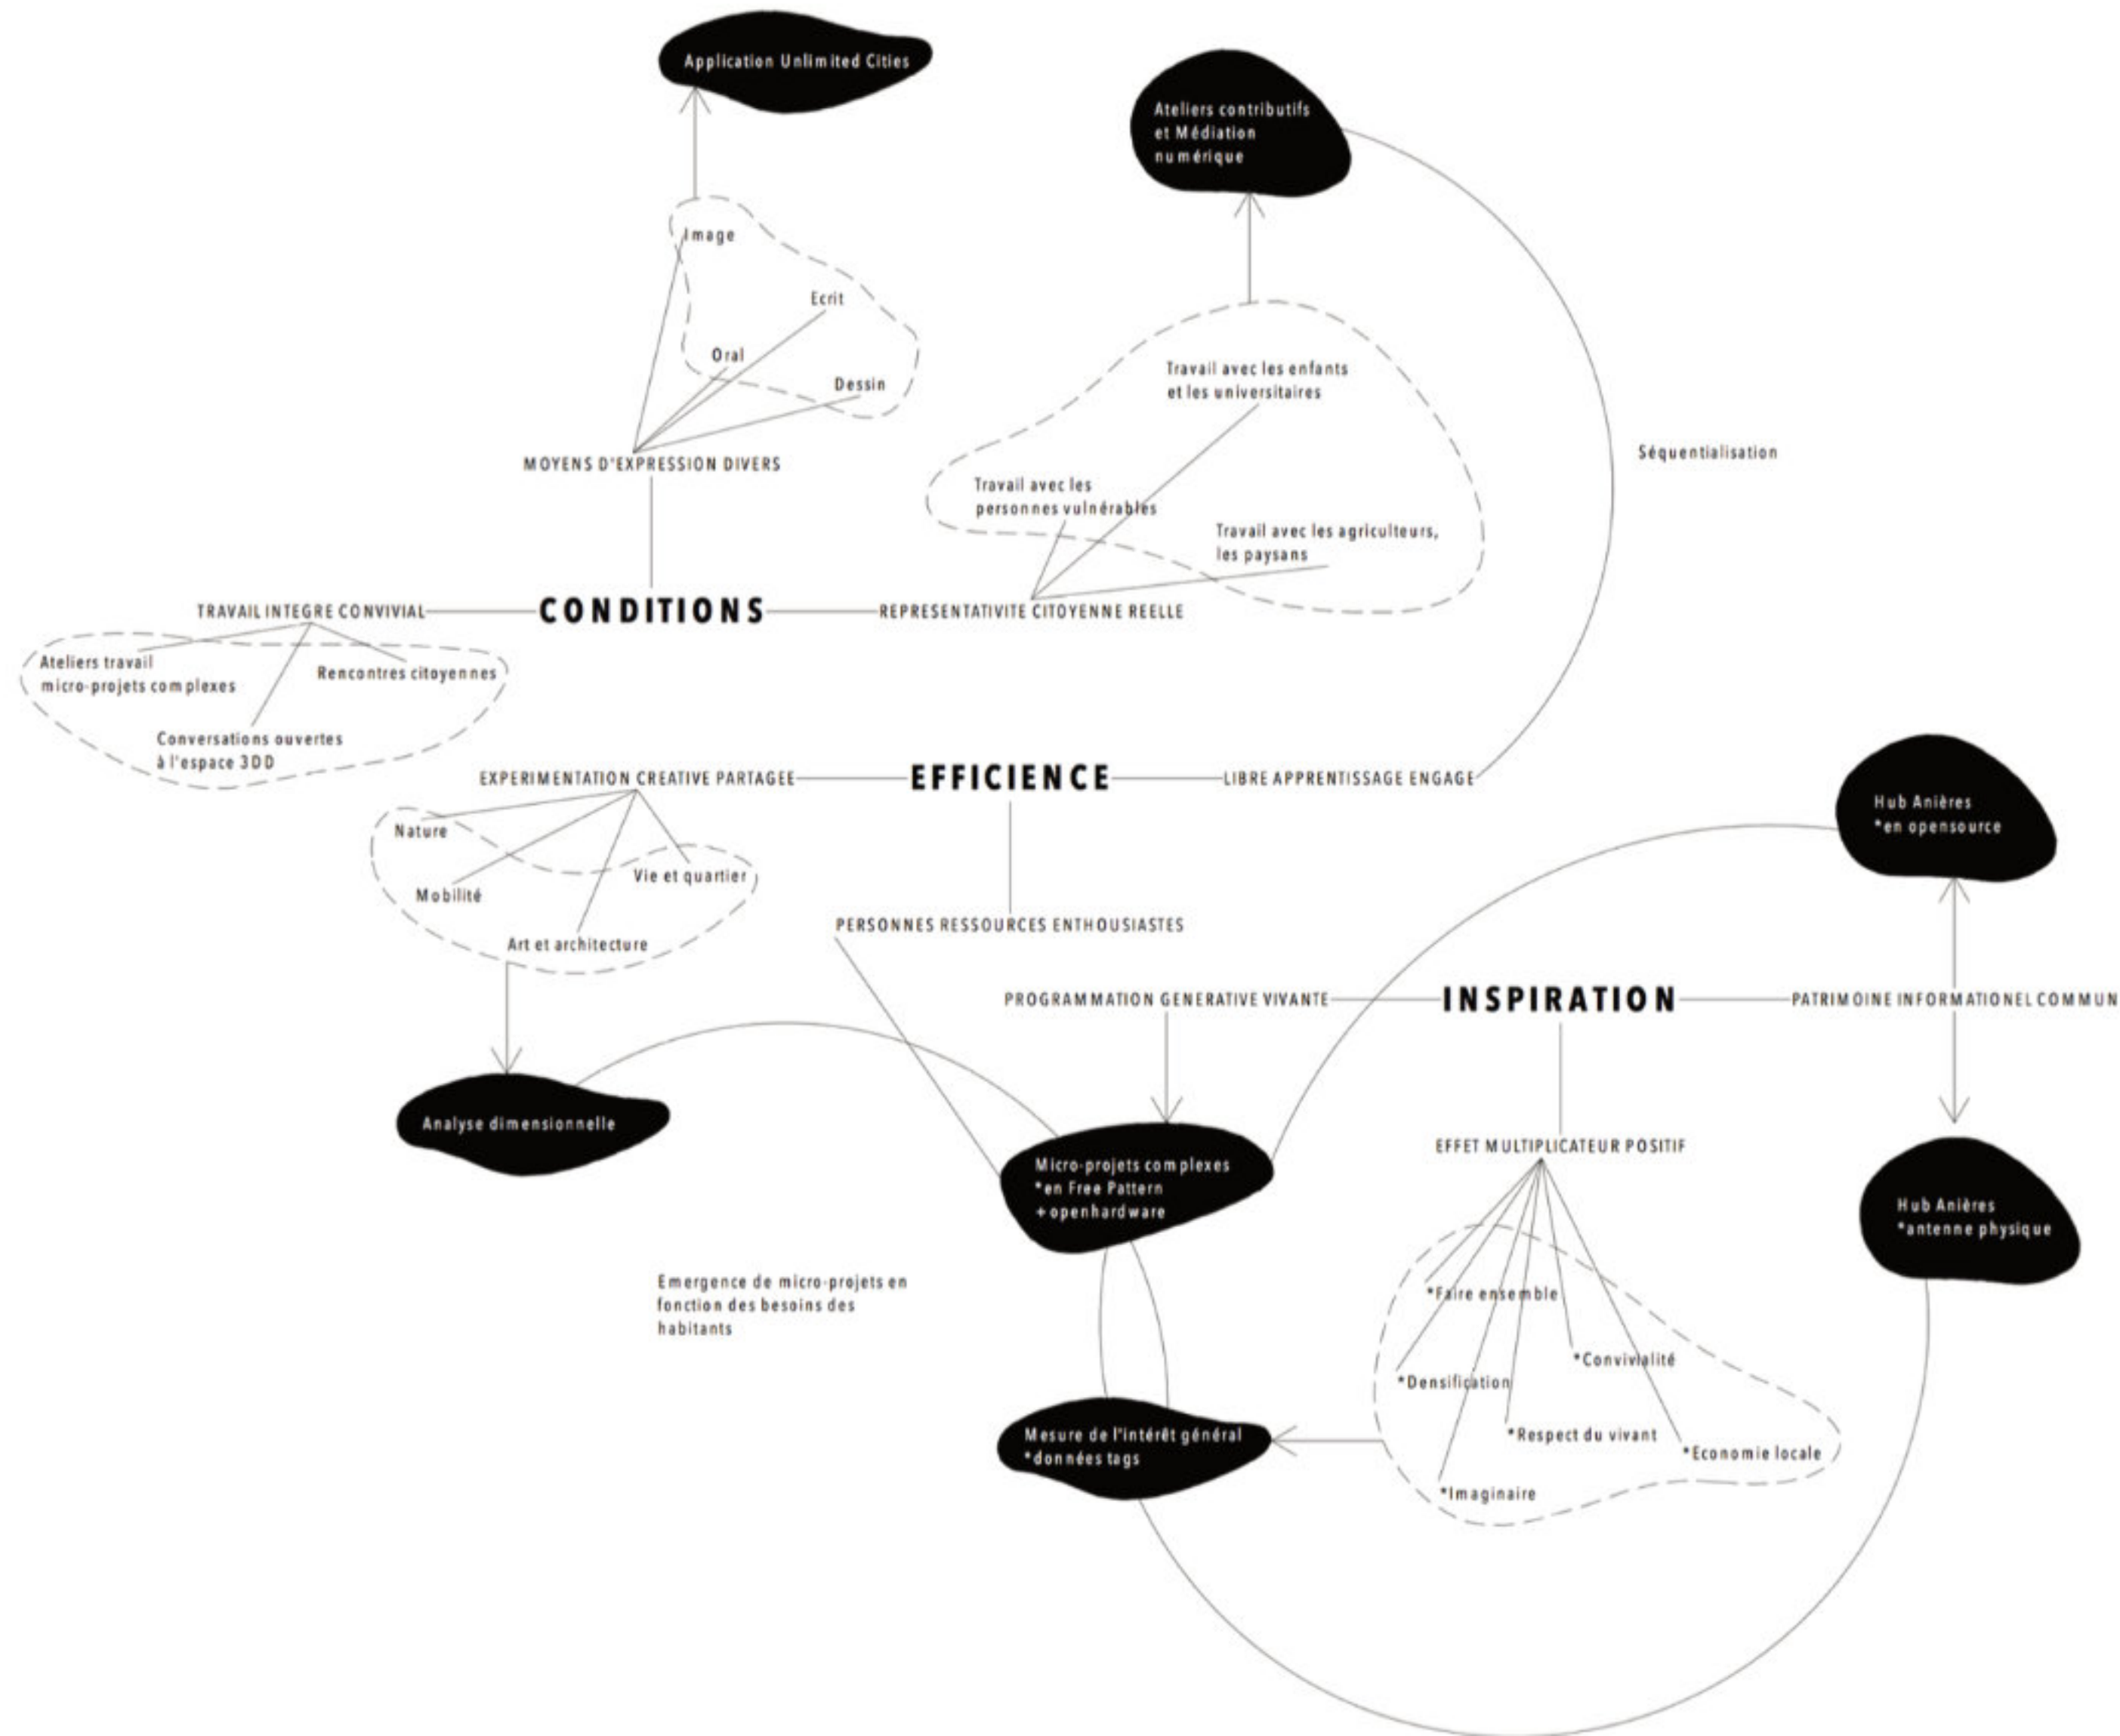 Application Unlimited Cities
Ateliers contributifs
et Médiation
numérique
Image
Ecrit
Oral
Dessin
MOYENS D'EXPRESSION DIVERS
Travail avec les enfants
et les universitaires
Travail avec les
personnes vulnérables
Travail avec les agriculteurs,
les paysans
Séquentialisation
TRAVAIL INTEGRE CONVIVIAL
CONDITIONS
REPRESENTATIVITE CITOYENNE REELLE
Ateliers travail
micro-projets complexes
Rencontres citoyennes
Conversations ouvertes
à l'espace 3DD
EXPERIMENTATION CREATIVE PARTAGEE
EFFICIENCE
LIBRE APPRENTISSAGE ENGAGE
Nature
Mobilité
Vie et quartier
Art et architecture
PERSONNES RESSOURCES ENTHOUSIASTES
Hub Anières
*en opensource
PROGRAMMATION GENERATIVE VIVANTE
INSPIRATION
PATRIMOINE INFORMATIONEL COMMUN
Analyse dimensionnelle
Micro-projets complexes
*en Free Pattern
+openhardware
EFFET MULTIPLICATEUR POSITIF
Hub Anières
*antenne physique
Emergence de micro-projets en
fonction des besoins des
habitants
*Faire ensemble
*Convivialité
*Densification
*Respect du vivant
*Economie locale
*Imaginaire
Mesure de l'intérêt général
*données tags